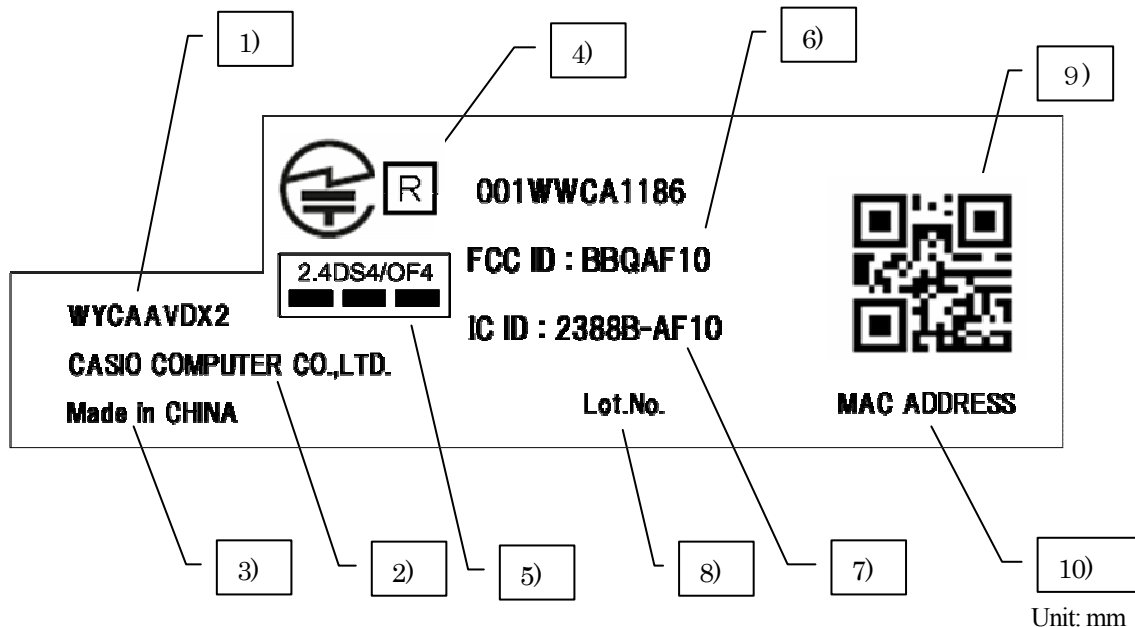 1)
4)
6)
9)
R
001WWCA1186
2.4DS4/OF4
FCC ID : BBQAF10
WYCAAVDX2
IC ID : 2388B-AF10
CASIO COMPUTER CO.,LTD.
Made in CHINA
Lot.No.
MAC ADDRESS
3)
2)
5)
8)
7)
10)
Unit: mm